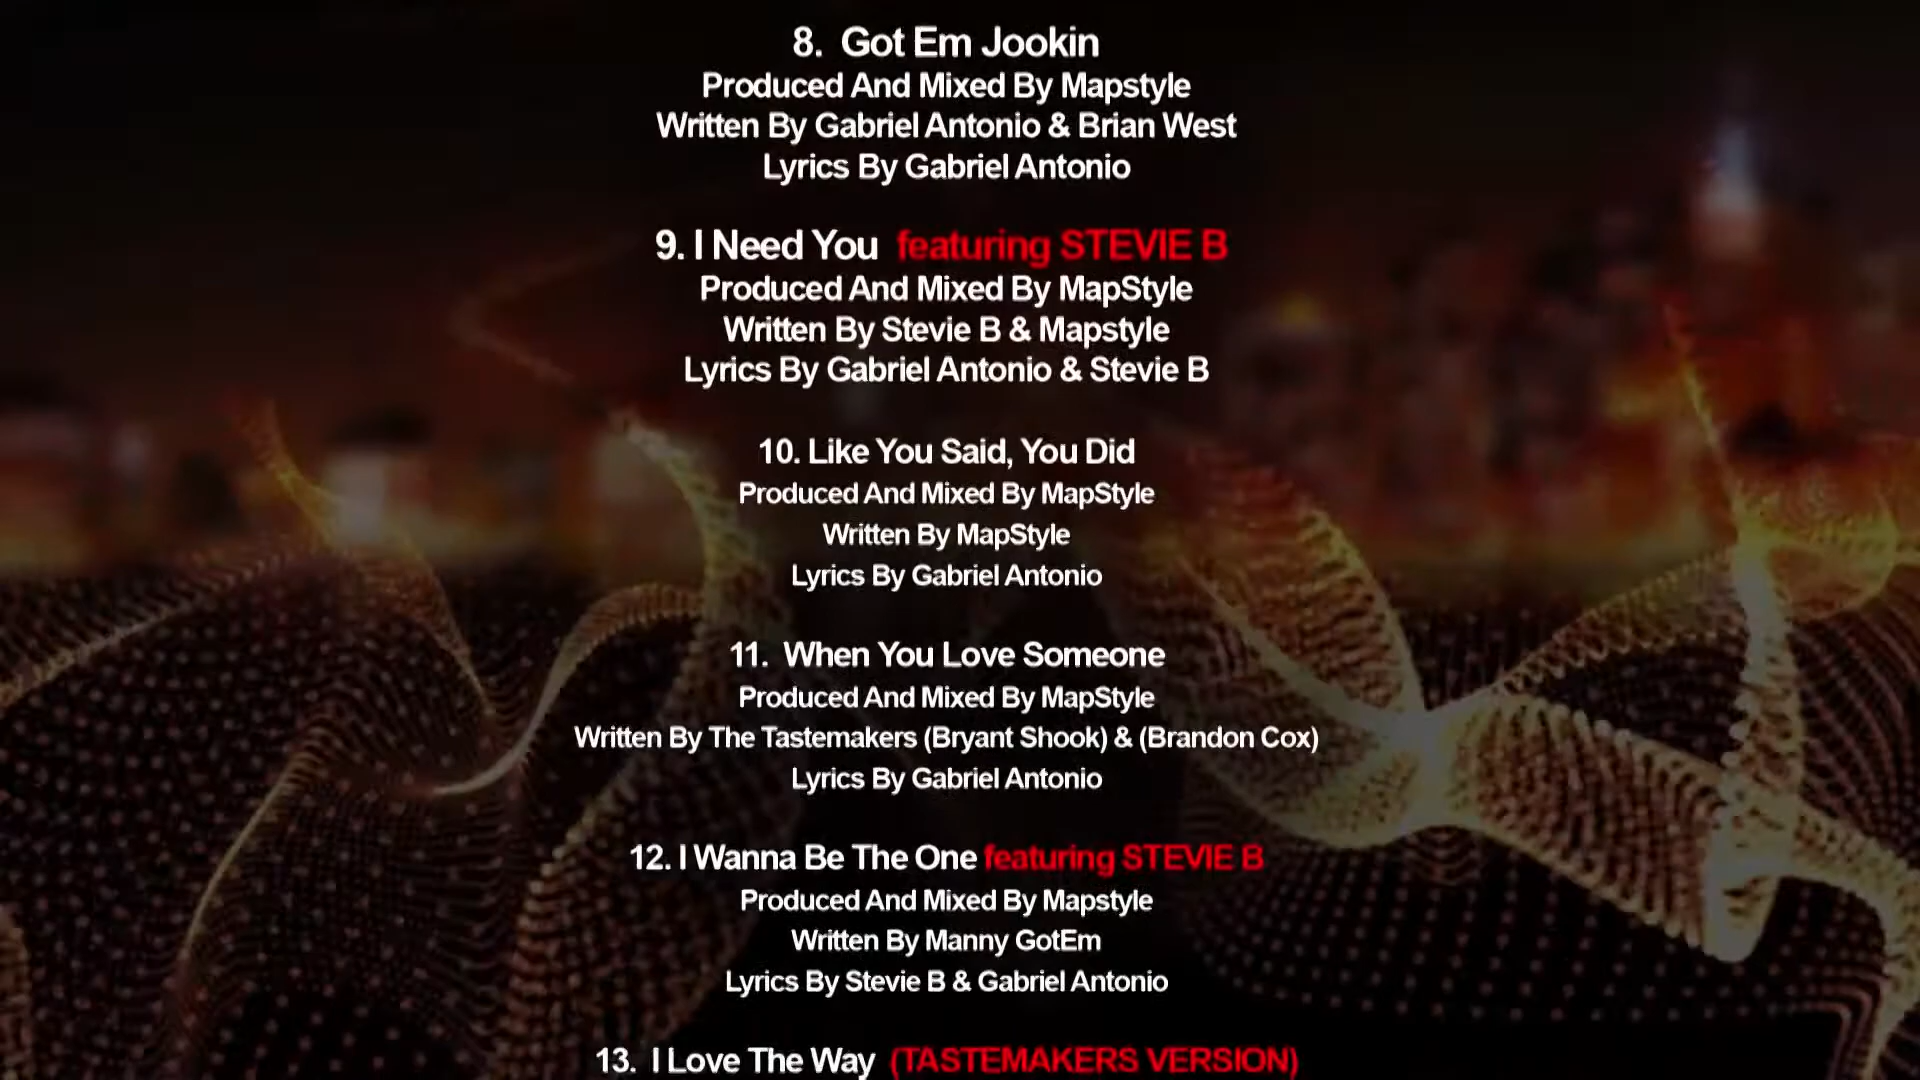 8. Got Em Jookin
Produced And Mixed By Mapstyle
Written By Gabriel Antonio & Brian West
Lyrics By Gabriel Antonio
9. I Need You featuring STEVIE B
Produced And Mixed By MapStyle
Written By Stevie B & Mapstyle
Lyrics By Gabriel Antonio & Stevie B
10. Like You Said, You Did
Produced And Mixed By MapStyle
Written By MapStyle
Lyrics By Gabriel Antonio
11. When You Love Someone
Produced And Mixed By MapStyle
Written By The Tastemakers (Bryant Shook) & (Brandon Cox)
Lyrics By Gabriel Antonio
12. I Wanna Be The One featuring STEVIE B
Produced And Mixed By Mapstyle
Written By Manny GotEm
Lyrics By Stevie B & Gabriel Antonio
13. I Love The Way (TASTEMAKERS VERSION)